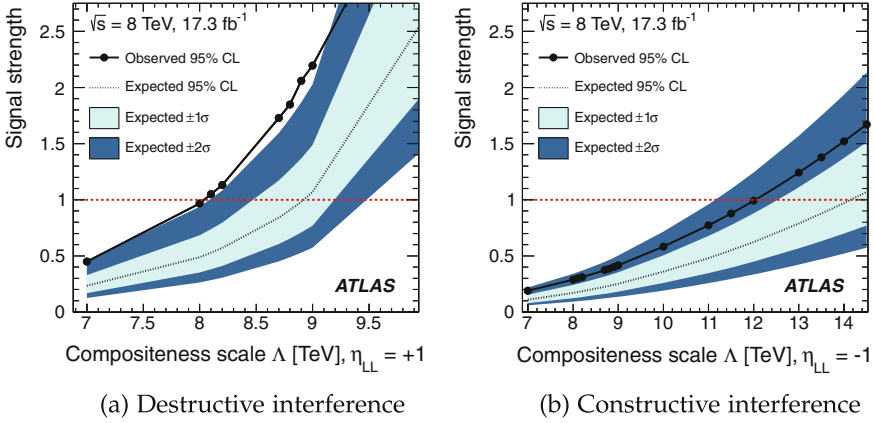 √s = 8 TeV, 17.3 fb-1
Observed 95% CL
Expected 95% CL
Expected ±1σ
Expected ±2σ
ATLAS
Signal strength
0
0.5
1
1.5
2
2.5
7
7.5
8
8.5
9
9.5
Compositeness scale Λ [TeV], ηLL = +1
(a) Destructive interference
√s = 8 TeV, 17.3 fb-1
Observed 95% CL
Expected 95% CL
Expected ±1σ
Expected ±2σ
ATLAS
Signal strength
0
0.5
1
1.5
2
2.5
7
8
9
10
11
12
13
14
Compositeness scale Λ [TeV], ηLL = -1
(b) Constructive interference